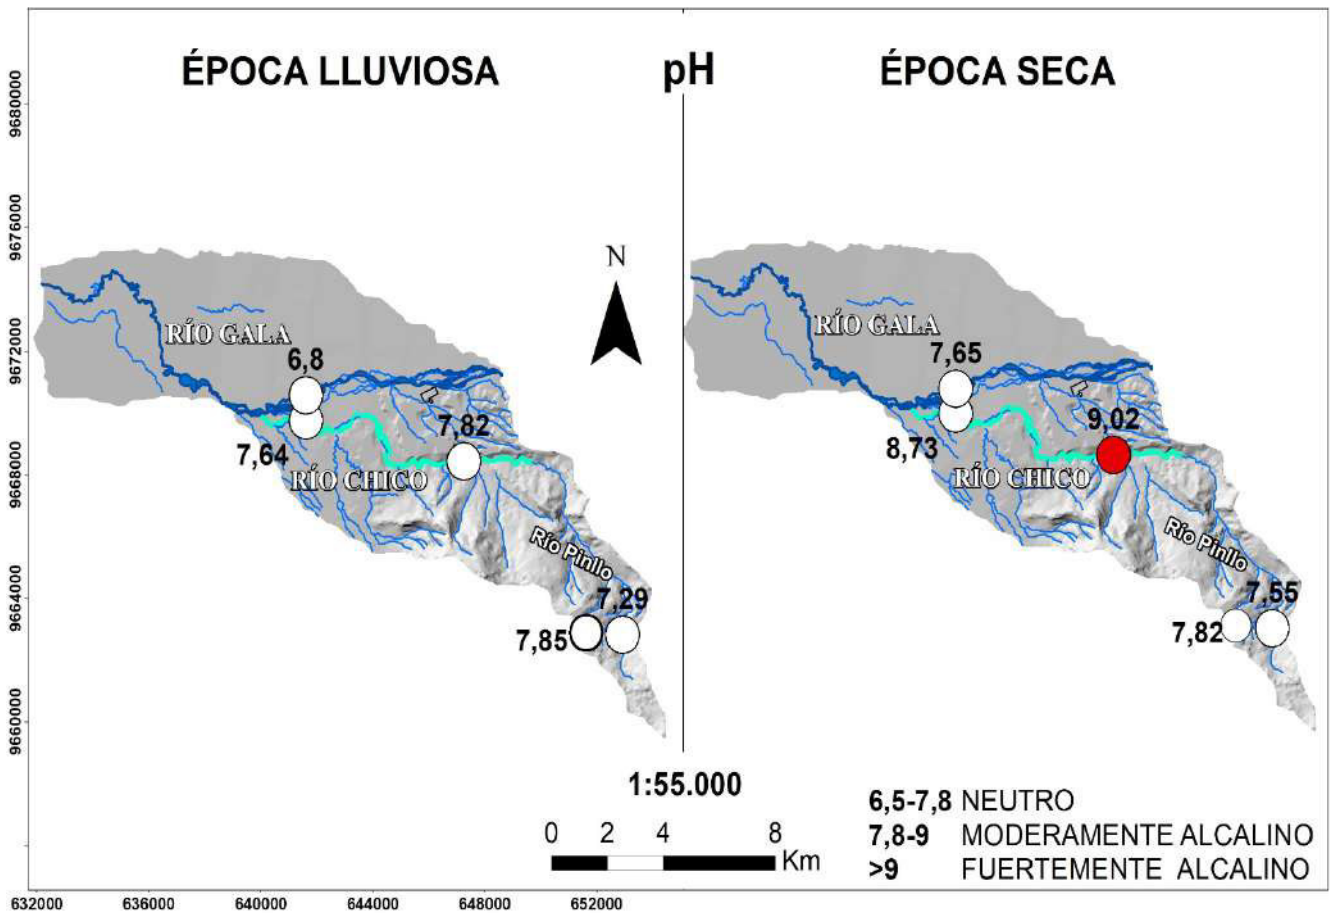 ÉPOCA LLUVIOSA
pH
ÉPOCA SECA
9680000
9676000
9672000
9668000
9664000
9660000
N
RÍO GALA
6,8
7,64
7,82
RÍO CHICO
Río Pinllo
7,29
7,85
RÍO GALA
7,65
8,73
9,02
RÍO CHICO
Río Pinllo
7,55
7,82
1:55.000
0 2 4 8
Km
6,5-7,8 NEUTRO
7,8-9 MODERAMENTE ALCALINO
>9 FUERTEMENTE ALCALINO
632000 636000 640000 644000 648000 652000